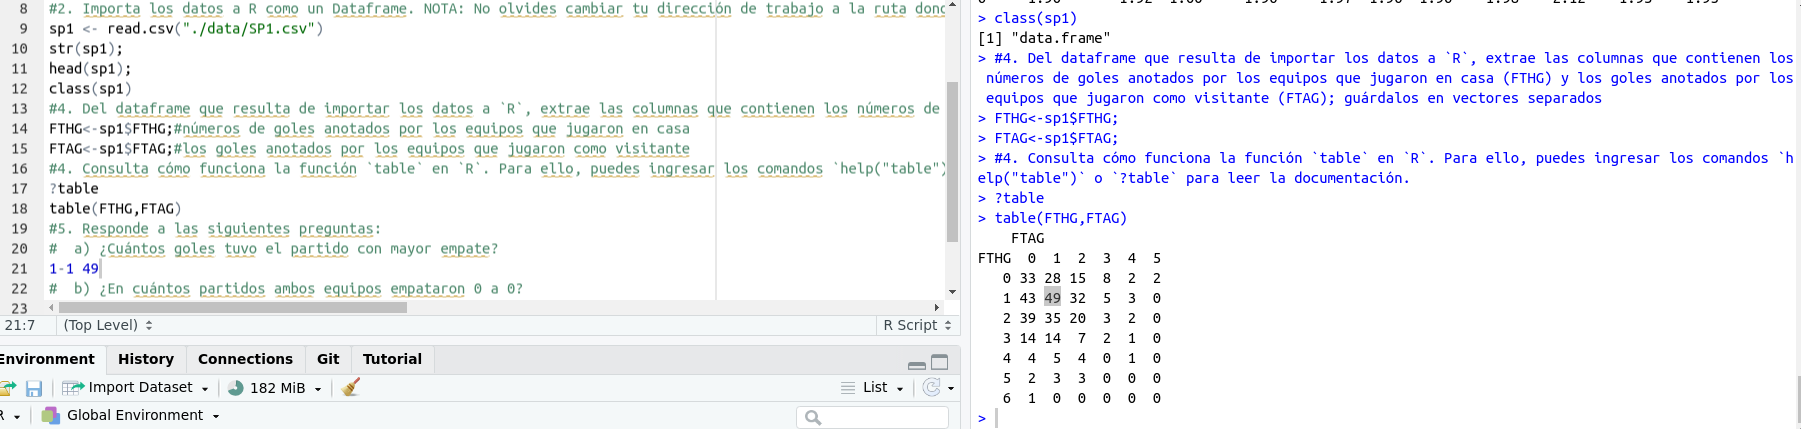 8 #2. Importa los datos a R como un Dataframe. NOTA: No olvides cambiar tu dirección de trabajo a la ruta dond
9 sp1 <- read.csv("./data/SP1.csv")
10 str(sp1);
11 head(sp1);
12 class(sp1)
13 #4. Del dataframe que resulta de importar los datos a `R`, extrae las columnas que contienen los números de
14 FTHG<-sp1$FTHG;#números de goles anotados por los equipos que jugaron en casa
15 FTAG<-sp1$FTAG;#los goles anotados por los equipos que jugaron como visitante
16 #4. Consulta cómo funciona la función `table` en `R`. Para ello, puedes ingresar los comandos `help("table")
17 ?table
18 table(FTHG,FTAG)
19 #5. Responde a las siguientes preguntas:
20 #  a) ¿Cuántos goles tuvo el partido con mayor empate?
21 1-1 49
22 #  b) ¿En cuántos partidos ambos equipos empataron 0 a 0?
23
21:7 (Top Level) R Script
Environment History Connections Git Tutorial
Import Dataset 182 MiB List
R Global Environment
> class(sp1)
[1] "data.frame"
> #4. Del dataframe que resulta de importar los datos a `R`, extrae las columnas que contienen los
números de goles anotados por los equipos que jugaron en casa (FTHG) y los goles anotados por los
equipos que jugaron como visitante (FTAG); guárdalos en vectores separados
> FTHG<-sp1$FTHG;
> FTAG<-sp1$FTAG;
> #4. Consulta cómo funciona la función `table` en `R`. Para ello, puedes ingresar los comandos `h
elp("table")` o `?table` para leer la documentación.
> ?table
> table(FTHG,FTAG)
FTAG
FTHG 0 1 2 3 4 5
0 33 28 15 8 2 2
1 43 49 32 5 3 0
2 39 35 20 3 2 0
3 14 14 7 2 1 0
4 4 5 4 0 1 0
5 2 3 3 0 0 0
6 1 0 0 0 0 0
>